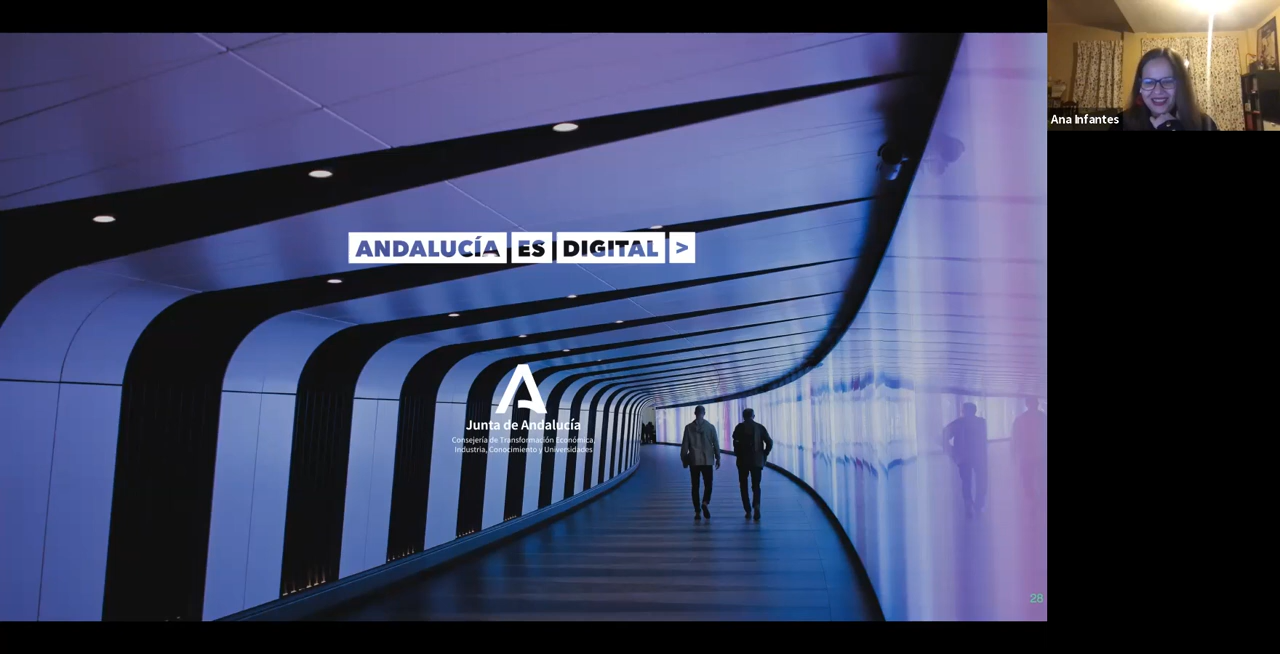 Ana Infantes
ANDALUCÍA ES DIGITAL >
Junta de Andalucía
Consejería de Transformación Económica,
Industria, Conocimiento y Universidades
28